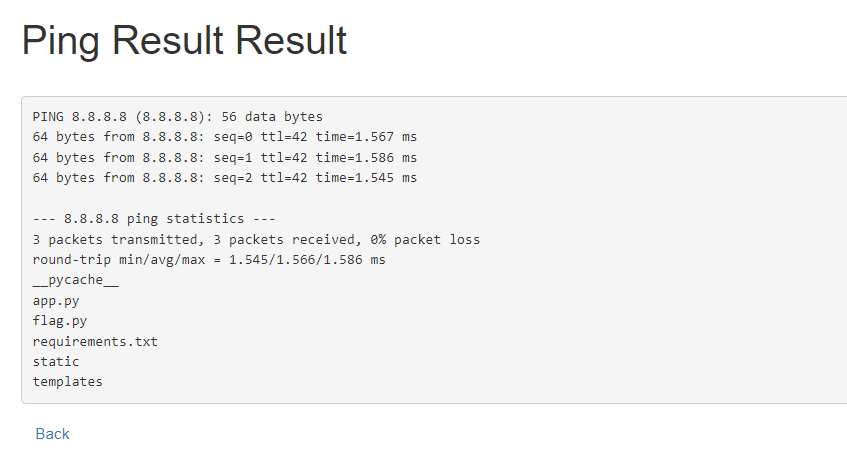 Ping Result Result
PING 8.8.8.8 (8.8.8.8): 56 data bytes
64 bytes from 8.8.8.8: seq=0 ttl=42 time=1.567 ms
64 bytes from 8.8.8.8: seq=1 ttl=42 time=1.586 ms
64 bytes from 8.8.8.8: seq=2 ttl=42 time=1.545 ms
--- 8.8.8.8 ping statistics ---
3 packets transmitted, 3 packets received, 0% packet loss
round-trip min/avg/max = 1.545/1.566/1.586 ms
__pycache__
app.py
flag.py
requirements.txt
static
templates
Back